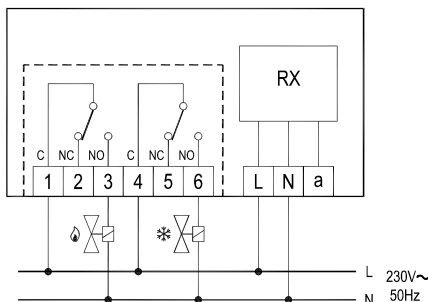 RX
C NC NO C NC NO
1 2 3 4 5 6 L N a
L 230V~
N 50Hz